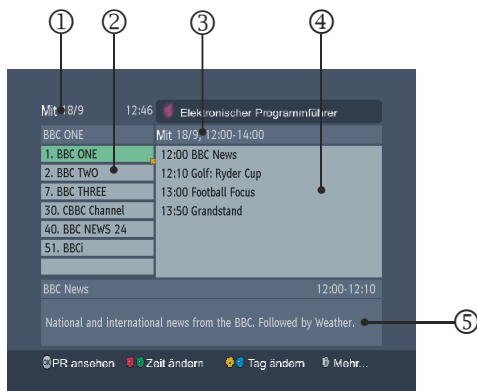 ① ② ③ ④
Mit 18/9 12:46 Elektronischer Programmführer
BBC ONE Mit 18/9, 12:00-14:00
1. BBC ONE 12:00 BBC News
2. BBC TWO 12:10 Golf: Ryder Cup
7. BBC THREE 13:00 Football Focus
30. CBBC Channel 13:50 Grandstand
40. BBC NEWS 24
51. BBCi
BBC News 12:00-12:10
National and international news from the BBC. Followed by Weather. ⑤
PR ansehen Zeit ändern Tag ändern Mehr...